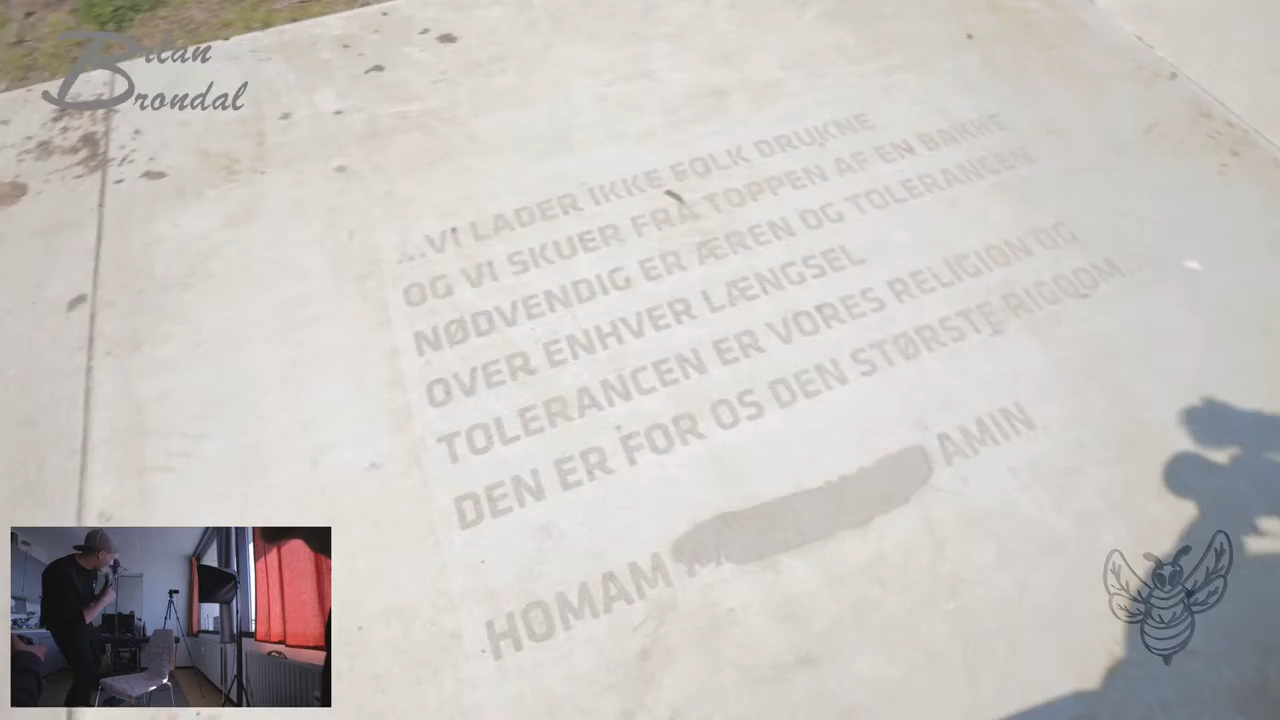 Brian
Brondal
...VI LADER IKKE FOLK DRUKNE
OG VI SKUER FRA TOPPEN AF EN BAKKE
NØDVENDIG ER ÆREN OG TOLERANCEN
OVER ENHVER LÆNGSEL
TOLERANCEN ER VORES RELIGION OG
DEN ER FOR OS DEN STØRSTE RIGDOM...
HOMAM AMIN